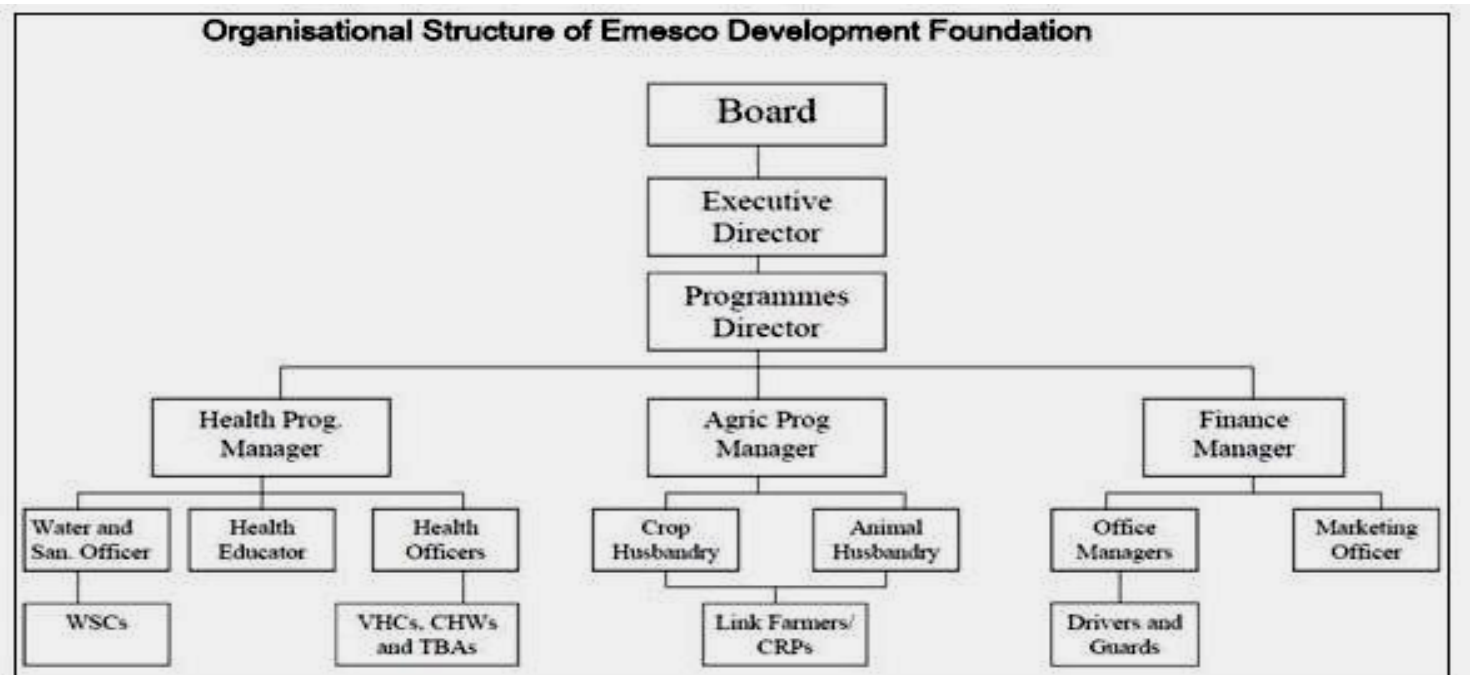 Organisational Structure of Emesco Development Foundation
Board
Executive
Director
Programmes
Director
Health Prog.
Manager
Agric Prog
Manager
Finance
Manager
Water and
San. Officer
Health
Educator
Health
Officers
Crop
Husbandry
Animal
Husbandry
Office
Managers
Marketing
Officer
WSCs
VHCs, CHWs
and TBAs
Link Farmers/
CRPs
Drivers and
Guards